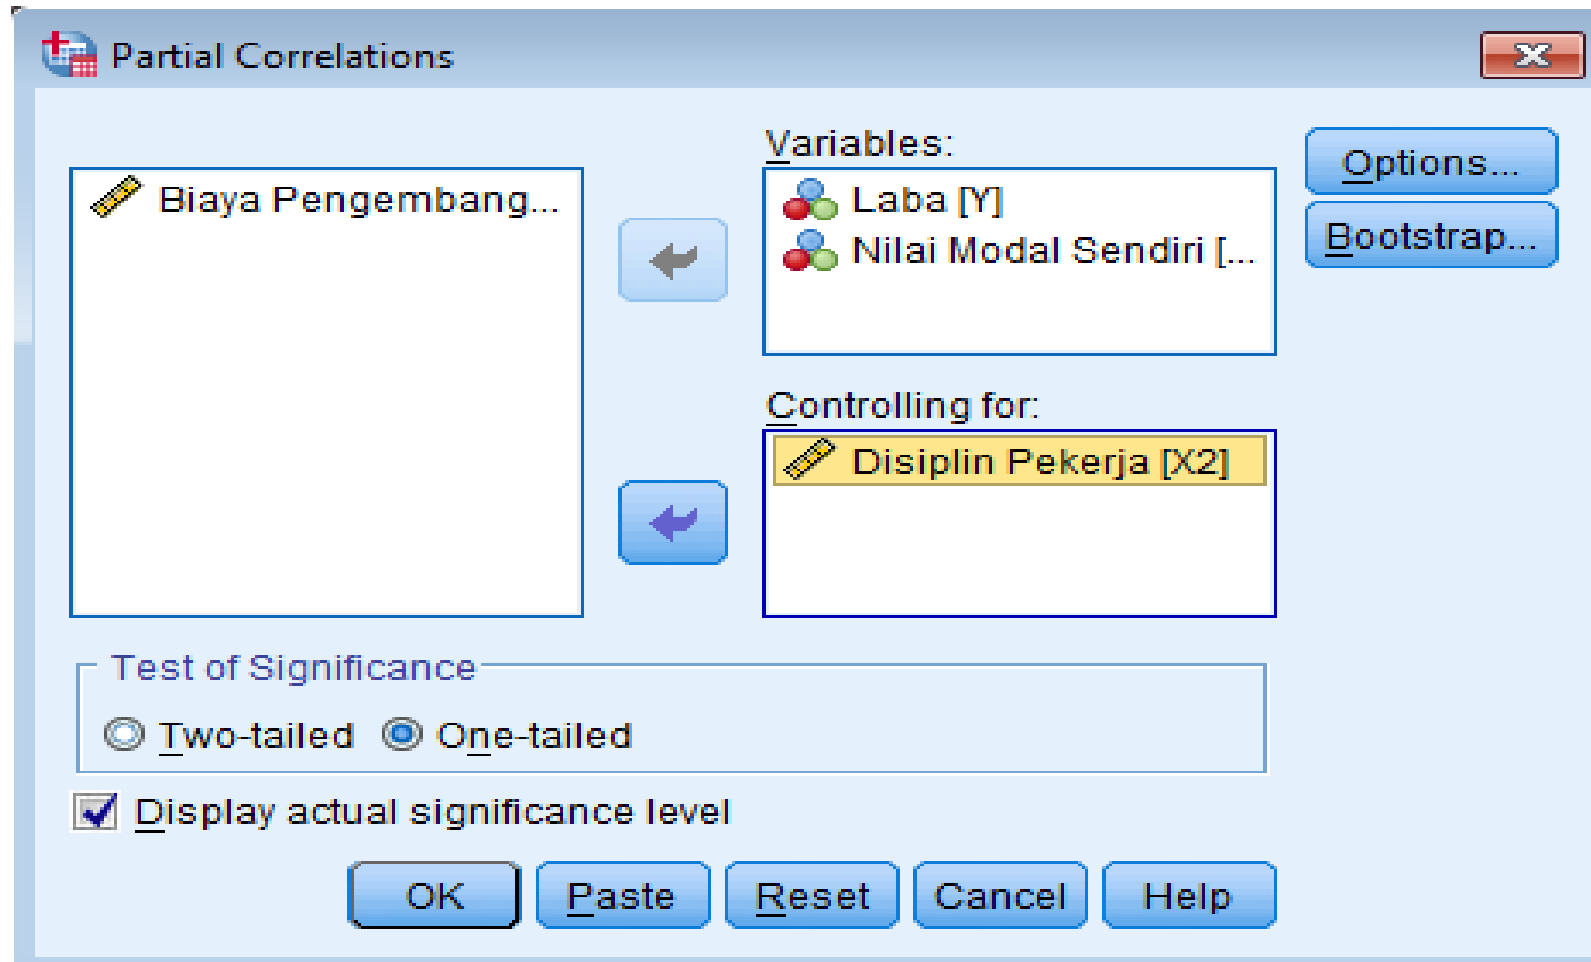 Partial Correlations
Biaya Pengembang...
Variables:
Laba [Y]
Nilai Modal Sendiri [...
Options...
Bootstrap...
Controlling for:
Disiplin Pekerja [X2]
Test of Significance
Two-tailed One-tailed
Display actual significance level
OK Paste Reset Cancel Help